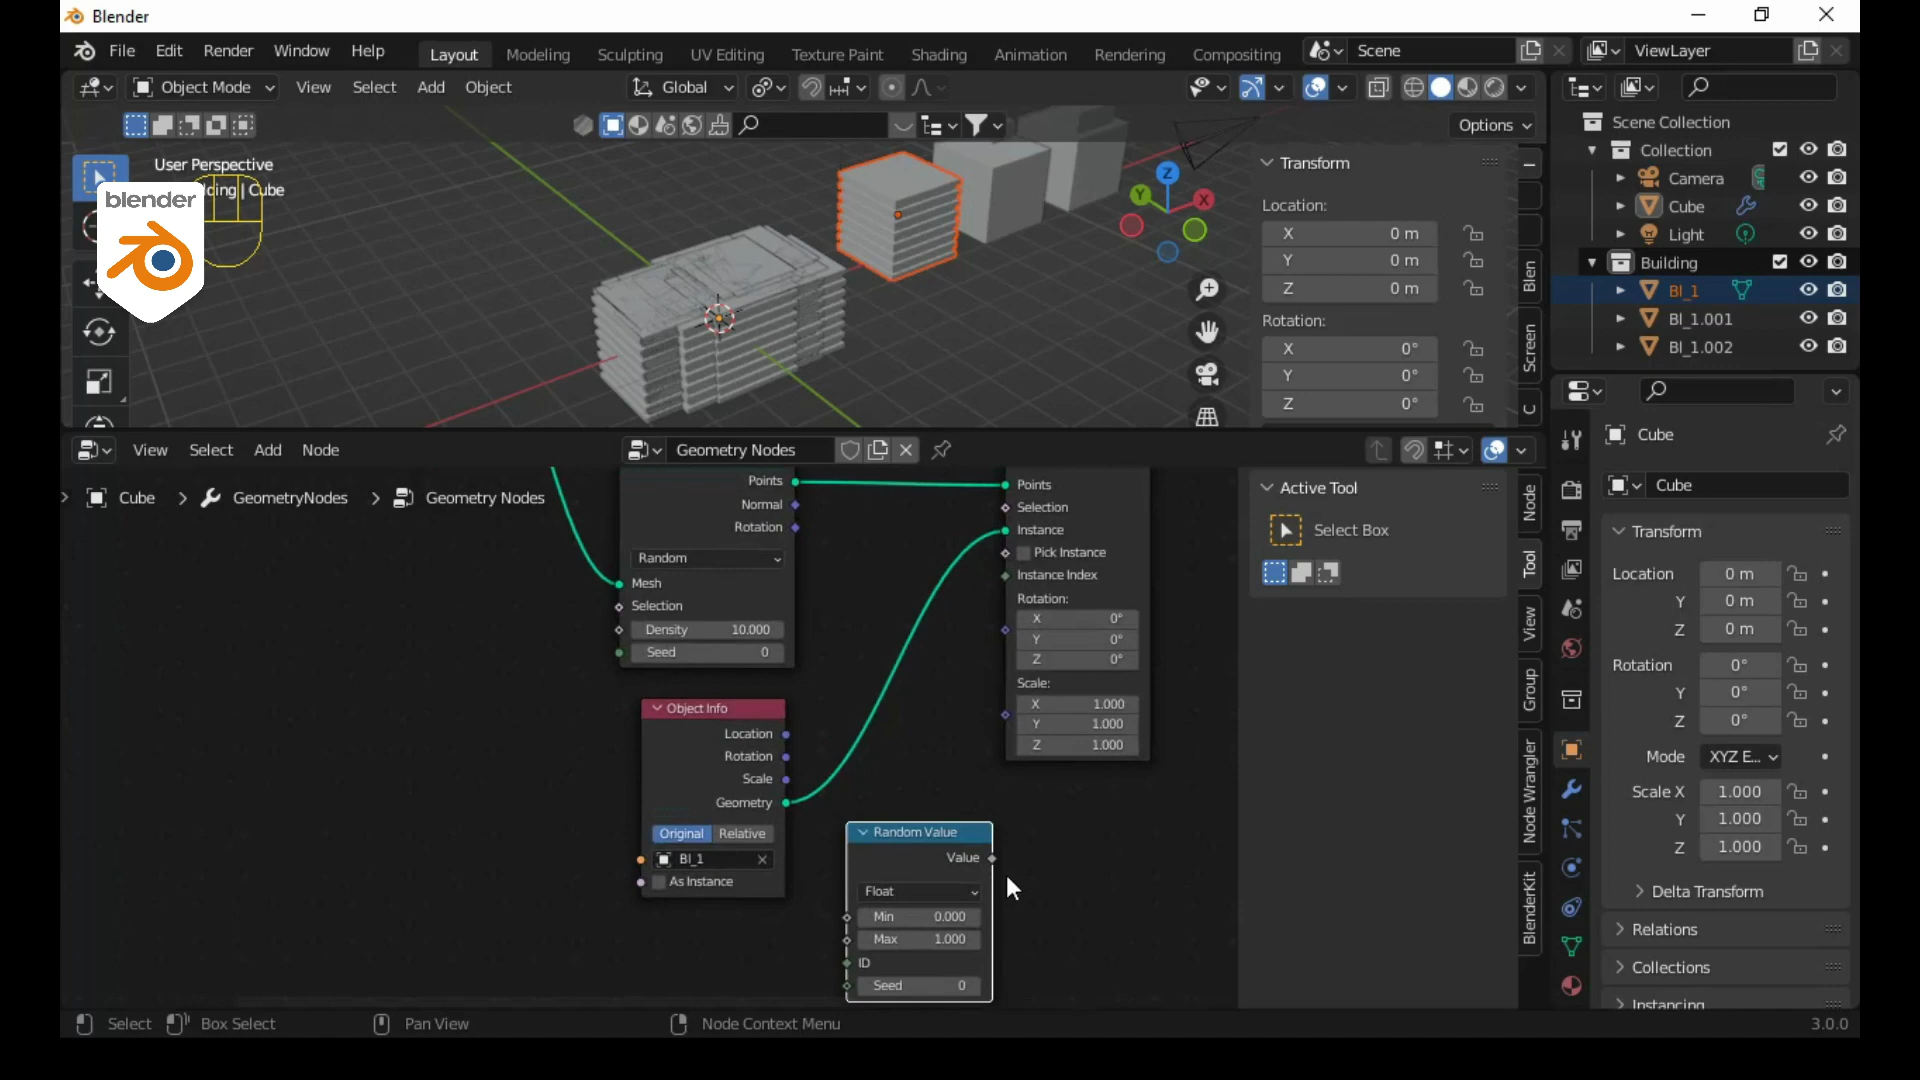 Blender
File Edit Render Window Help
Layout Modeling Sculpting UV Editing Texture Paint Shading Animation Rendering Compositing
Scene
ViewLayer
Object Mode View Select Add Object
Global
Options
User Perspective
ding | Cube
blender
Transform
Location:
X 0 m
Y 0 m
Z 0 m
Rotation:
X 0°
Y 0°
Z 0°
Blen
Screen
C
Scene Collection
Collection
Camera
Cube
Light
Building
Bl_1
Bl_1.001
Bl_1.002
View Select Add Node
Geometry Nodes
Cube > GeometryNodes > Geometry Nodes
Points
Normal
Rotation
Random
Mesh
Selection
Density 10.000
Seed 0
Object Info
Location
Rotation
Scale
Geometry
Original Relative
Bl_1
As Instance
Random Value
Value
Float
Min 0.000
Max 1.000
ID
Seed 0
Points
Selection
Instance
Pick Instance
Instance Index
Rotation:
X 0°
Y 0°
Z 0°
Scale:
X 1.000
Y 1.000
Z 1.000
Active Tool
Select Box
Node
Tool
View
Group
Node Wrangler
BlenderKit
Cube
Cube
Transform
Location 0 m
Y 0 m
Z 0 m
Rotation 0°
Y 0°
Z 0°
Mode XYZ E...
Scale X 1.000
Y 1.000
Z 1.000
Delta Transform
Relations
Collections
Instancing
Select Box Select Pan View Node Context Menu 3.0.0